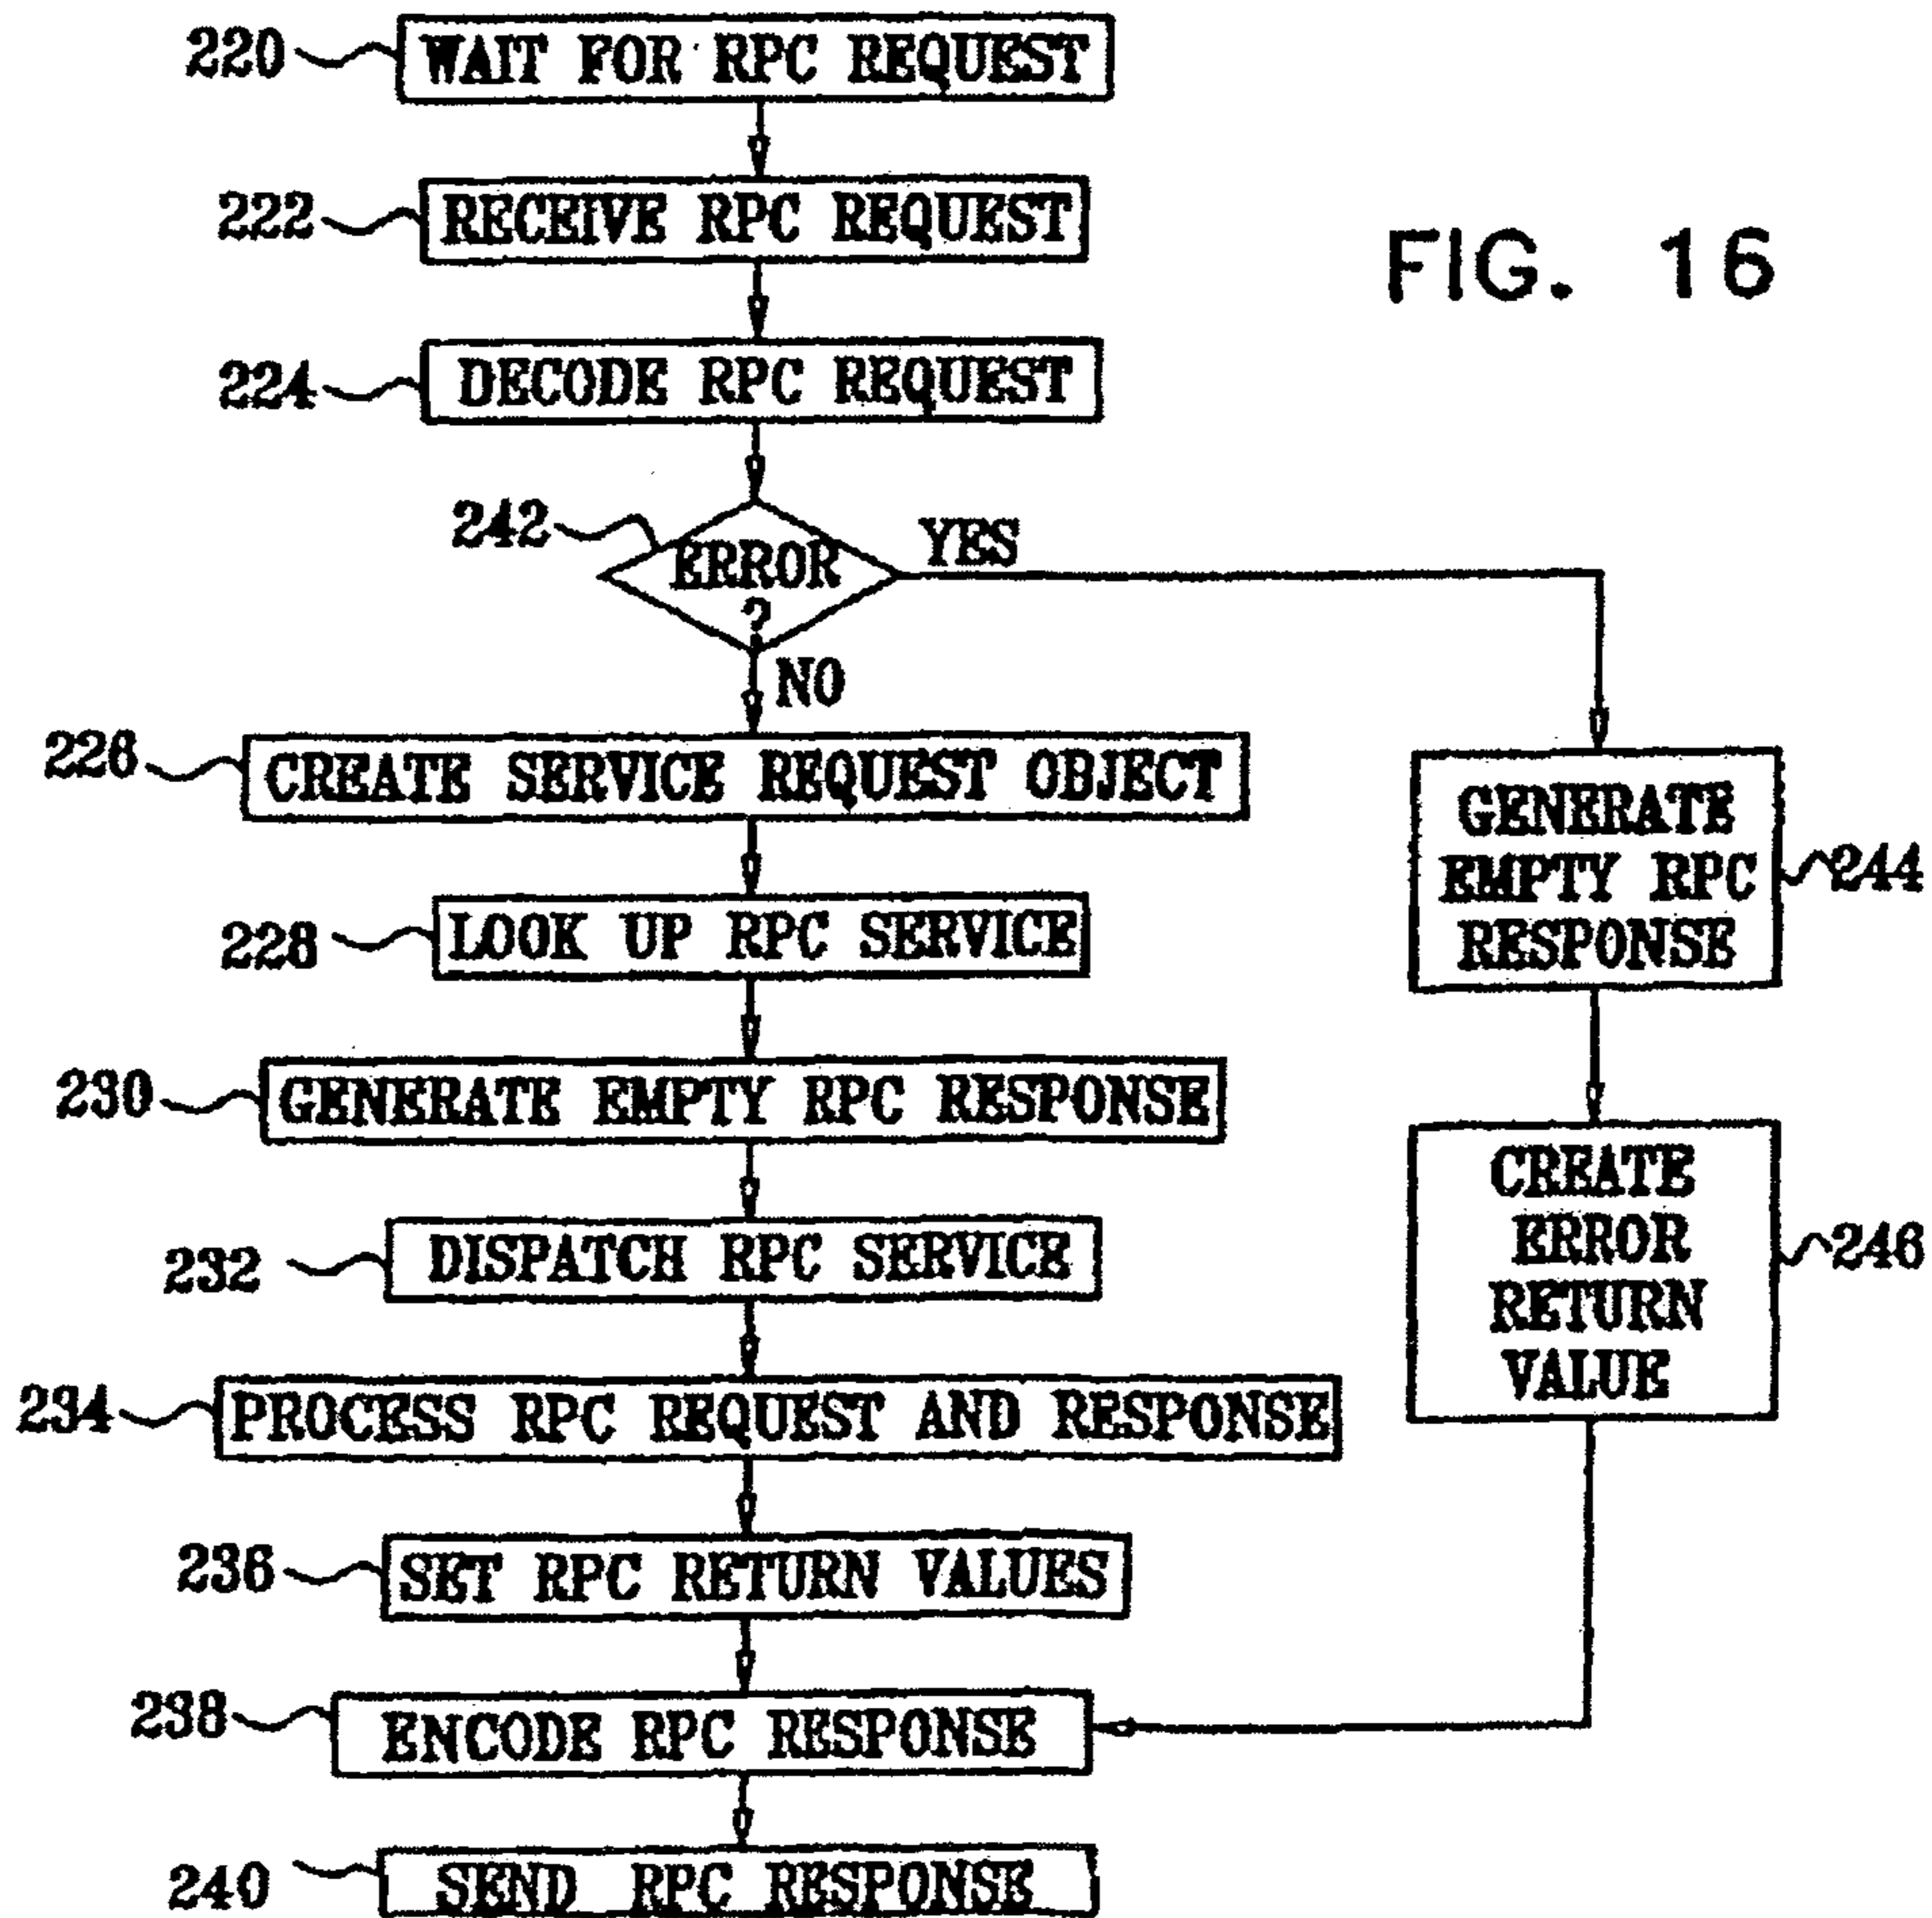 220 WAIT FOR RPC REQUEST
222 RECEIVE RPC REQUEST
FIG. 16
224 DECODE RPC REQUEST
242 ERROR YES
?
NO
226 CREATE SERVICE REQUEST OBJECT
GENERATE
EMPTY RPC 244
RESPONSE
228 LOOK UP RPC SERVICE
230 GENERATE EMPTY RPC RESPONSE
CREATE
ERROR 246
RETURN
VALUE
232 DISPATCH RPC SERVICE
234 PROCESS RPC REQUEST AND RESPONSE
236 SET RPC RETURN VALUES
238 ENCODE RPC RESPONSE
240 SEND RPC RESPONSE